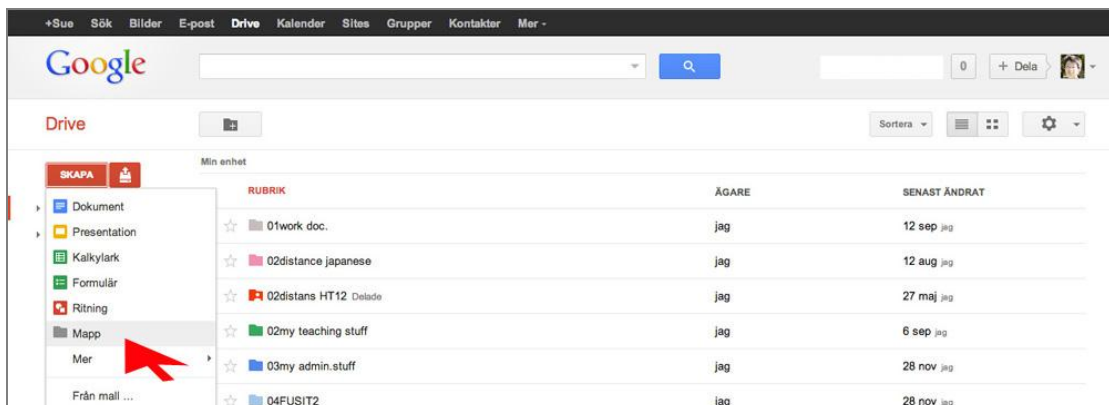 +Sue Sök Bilder E-post Drive Kalender Sites Grupper Kontakter Mer
Google
0 + Dela
Drive
Sortera
Min enhet
SKAPA
RUBRIK ÄGARE SENAST ÄNDRAT
Dokument
01work doc. jag 12 sep jag
Presentation
Kalkylark
02distance japanese jag 12 aug jag
Formulär
02distans HT12 Delade jag 27 maj jag
Ritning
Mapp
02my teaching stuff jag 6 sep jag
Mer
03my admin.stuff jag 28 nov jag
Från mall ...
04FUSIT2 jag 28 nov jag